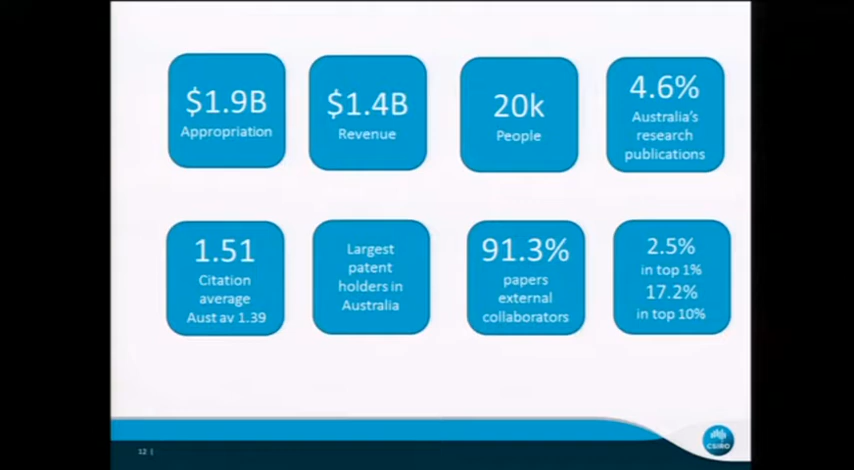 $1.9B
Appropriation
$1.4B
Revenue
20k
People
4.6%
Australia's
research
publications
1.51
Citation
average
Aust av 1.39
Largest
patent
holders in
Australia
91.3%
papers
external
collaborators
2.5%
in top 1%
17.2%
in top 10%
12 |
CSIRO